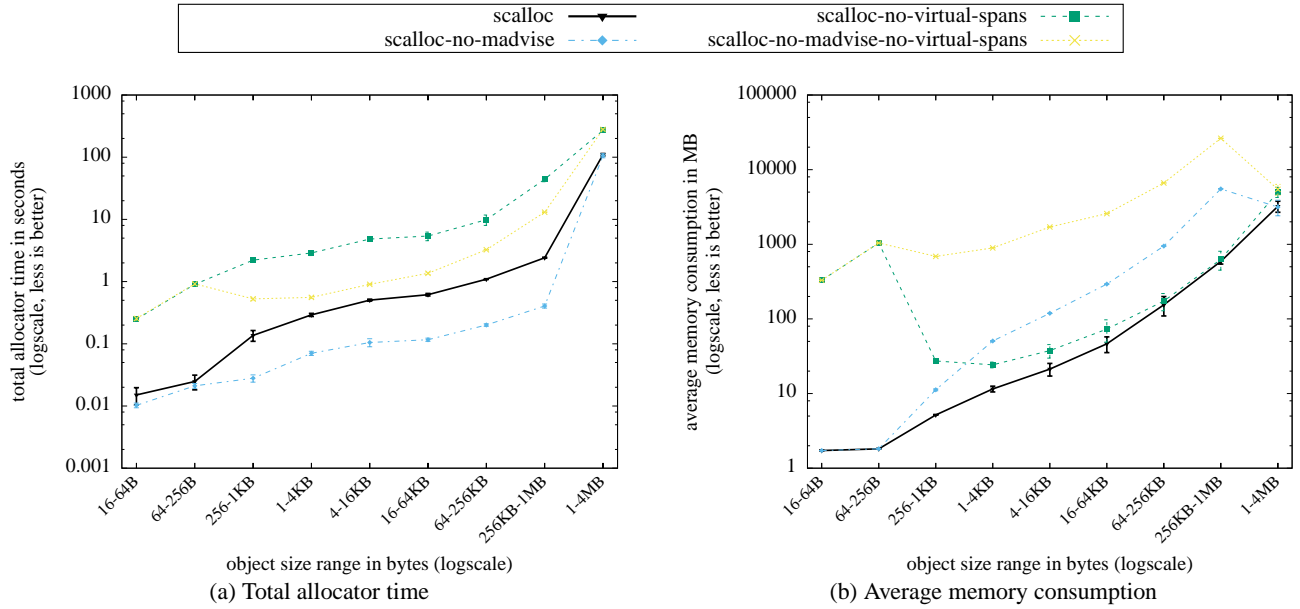 scalloc
scalloc-no-madvise
scalloc-no-virtual-spans
scalloc-no-madvise-no-virtual-spans
total allocator time in seconds
(logscale, less is better)
1000
100
10
1
0.1
0.01
0.001
16-64B
64-256B
256-1KB
1-4KB
4-16KB
16-64KB
64-256KB
256KB-1MB
1-4MB
object size range in bytes (logscale)
(a) Total allocator time
average memory consumption in MB
(logscale, less is better)
100000
10000
1000
100
10
1
16-64B
64-256B
256-1KB
1-4KB
4-16KB
16-64KB
64-256KB
256KB-1MB
1-4MB
object size range in bytes (logscale)
(b) Average memory consumption